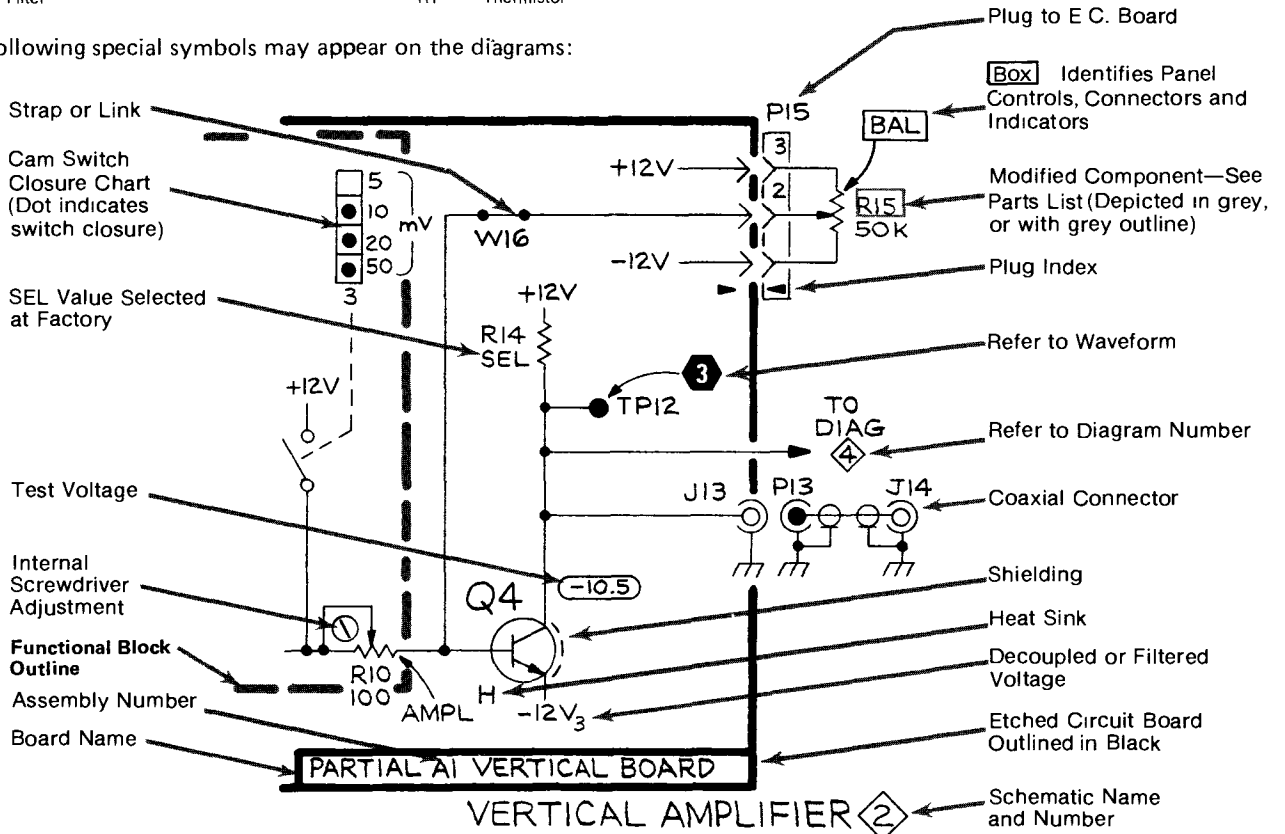 ollowing special symbols may appear on the diagrams:
Plug to E C. Board
Box Identifies Panel
Controls, Connectors and
Indicators
Strap or Link
Cam Switch
Closure Chart
(Dot indicates
switch closure)
5
10
20
50
mV
3
W16
+12V
-12V
P15
3
2
BAL
R15
50K
Modified Component—See
Parts List (Depicted in grey,
or with grey outline)
Plug Index
SEL Value Selected
at Factory
+12V
R14
SEL
3
TP12
Refer to Waveform
+12V
TO
DIAG
4
Refer to Diagram Number
Test Voltage
J13
P13
J14
Coaxial Connector
-10.5
Q4
Shielding
Internal
Screwdriver
Adjustment
Heat Sink
Functional Block
Outline
R10
100
AMPL
H
-12V3
Decoupled or Filtered
Voltage
Assembly Number
Board Name
Etched Circuit Board
Outlined in Black
PARTIAL A1 VERTICAL BOARD
VERTICAL AMPLIFIER 2
Schematic Name
and Number